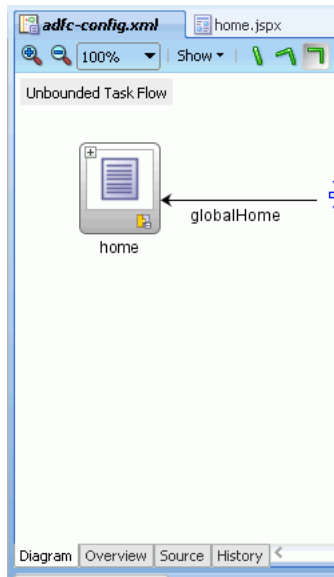 adfc-config.xml home.jspx
100% Show
Unbounded Task Flow
globalHome
home
Diagram Overview Source History